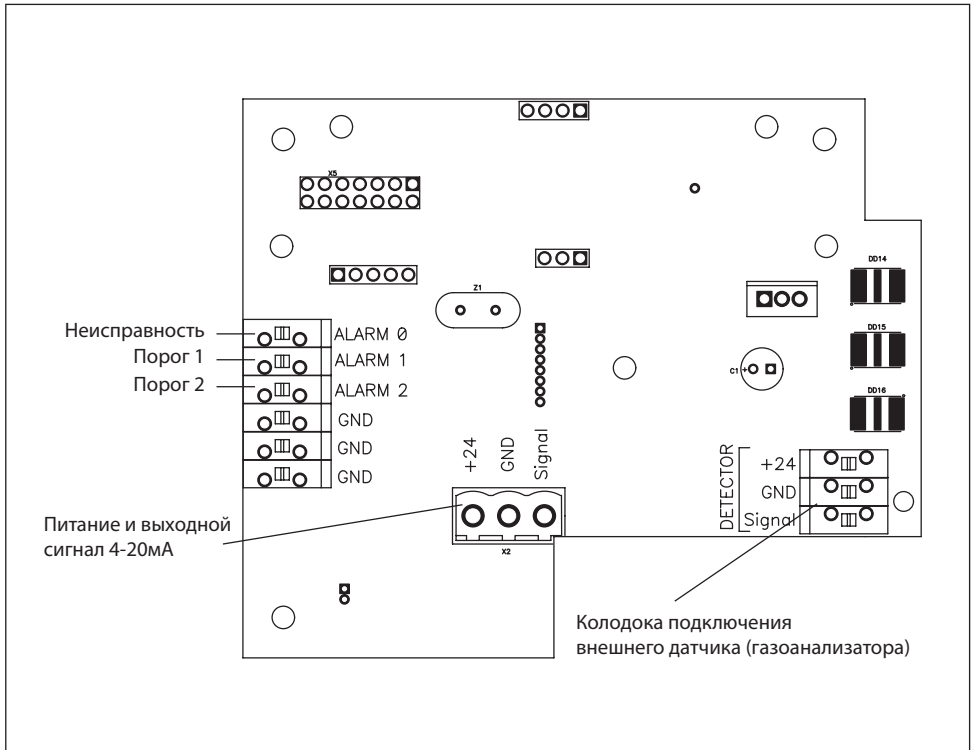 X5
DD14
Z1
Неисправность
ALARM 0
Порог 1
ALARM 1
DD15
C1
+
Порог 2
ALARM 2
DD16
GND
GND
GND
+24
GND
Signal
DETECTOR
+24
GND
Signal
Питание и выходной
сигнал 4-20мА
X2
Колодока подключения
внешнего датчика (газоанализатора)